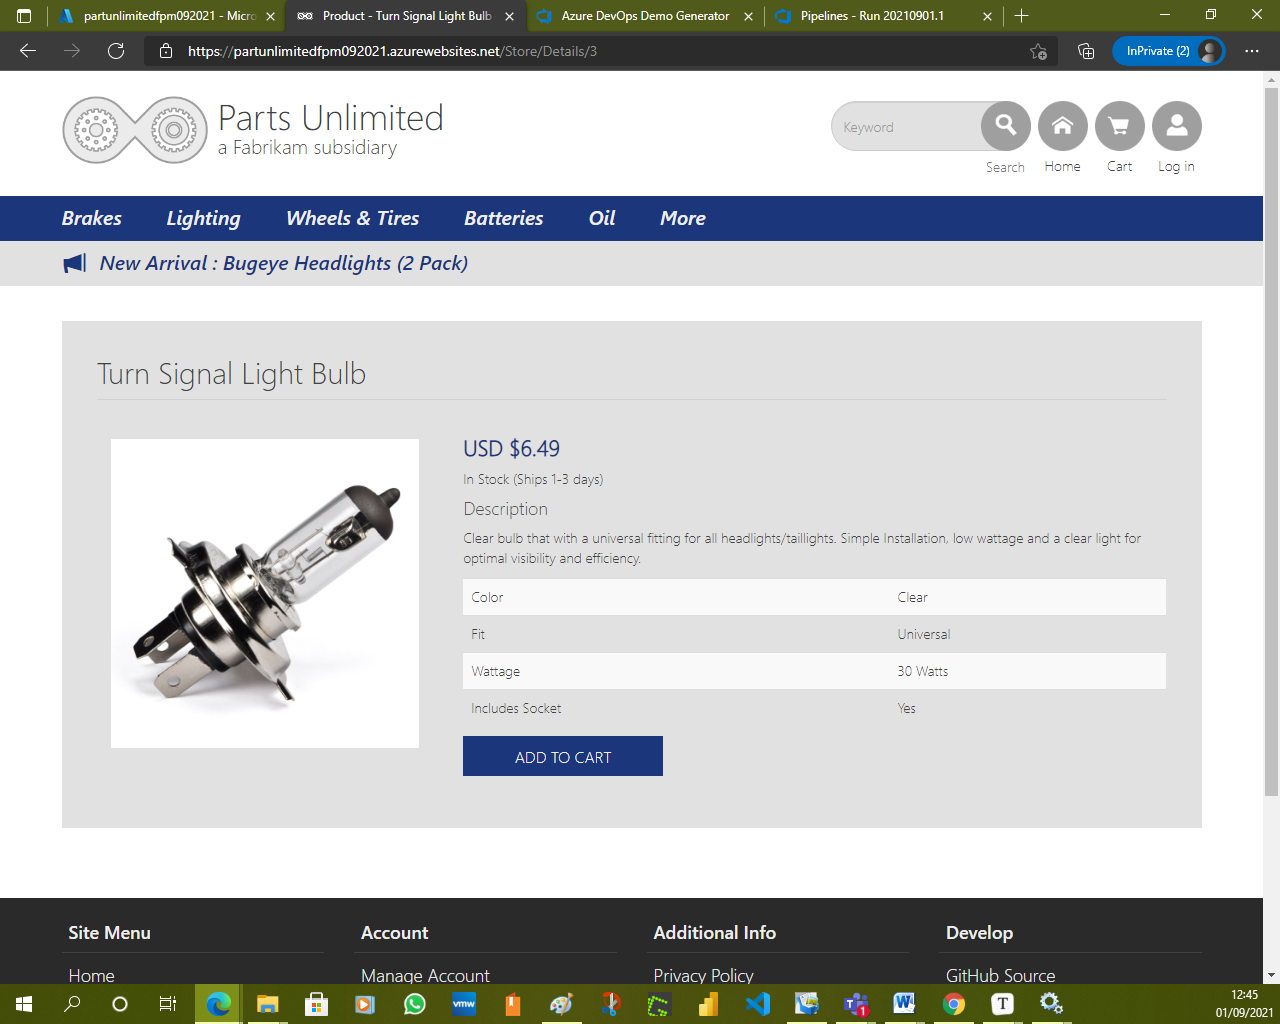 partunlimitedfpm092021 - Micro
Product - Turn Signal Light Bulb
Azure DevOps Demo Generator
Pipelines - Run 20210901.1
https://partunlimitedfpm092021.azurewebsites.net/Store/Details/3
InPrivate (2)
Parts Unlimited
a Fabrikam subsidiary
Keyword
Search
Home
Cart
Log in
Brakes
Lighting
Wheels & Tires
Batteries
Oil
More
New Arrival : Bugeye Headlights (2 Pack)
Turn Signal Light Bulb
USD $6.49
In Stock (Ships 1-3 days)
Description
Clear bulb that with a universal fitting for all headlights/taillights. Simple Installation, low wattage and a clear light for
optimal visibility and efficiency.
Color Clear
Fit Universal
Wattage 30 Watts
Includes Socket Yes
ADD TO CART
Site Menu
Account
Additional Info
Develop
Home
Manage Account
Privacy Policy
GitHub Source
vmw
T
1
W
T
12:45
01/09/2021